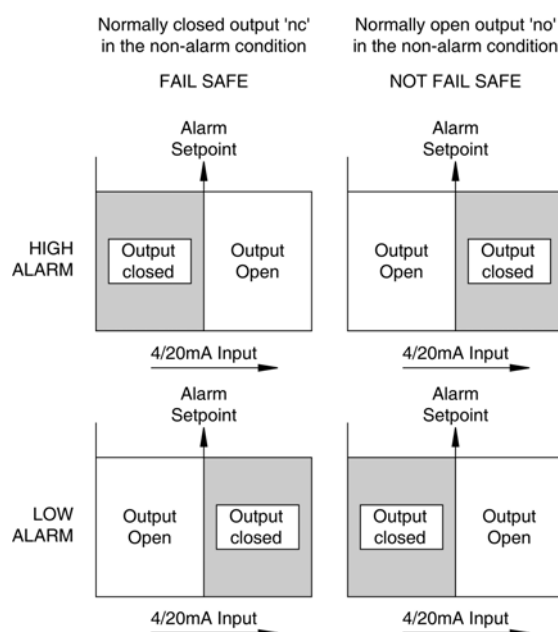 Normally closed output 'nc'
in the non-alarm condition
Normally open output 'no'
in the non-alarm condition
FAIL SAFE
NOT FAIL SAFE
Alarm
Setpoint
Alarm
Setpoint
HIGH
ALARM
Output
closed
Output
Open
Output
Open
Output
closed
4/20mA Input
4/20mA Input
Alarm
Setpoint
Alarm
Setpoint
LOW
ALARM
Output
Open
Output
closed
Output
closed
Output
Open
4/20mA Input
4/20mA Input